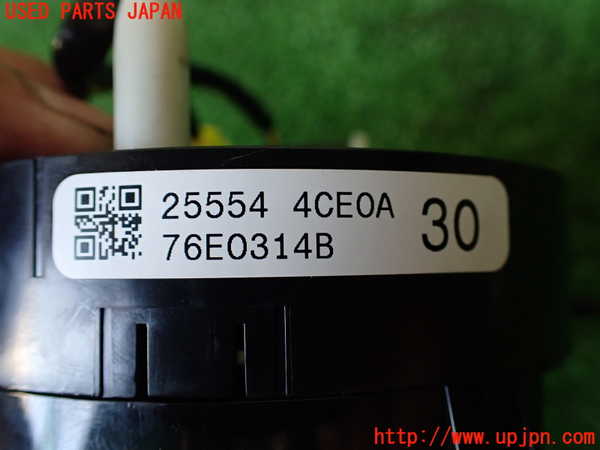 USED PARTS JAPAN
25554 4CE0A
76E0314B
30
http://www.upjpn.com/